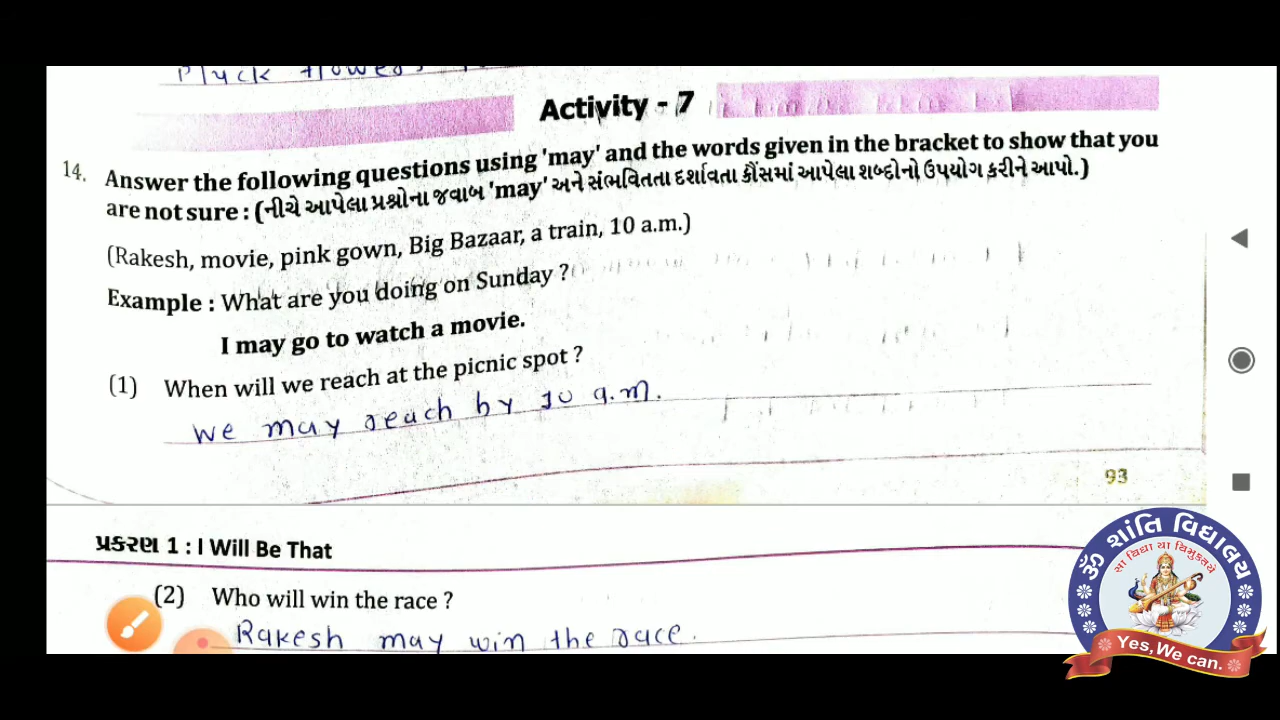 Pluck flowers
Activity - 7
14. Answer the following questions using 'may' and the words given in the bracket to show that you
are not sure : (નીચે આપેલા પ્રશ્નોના જવાબ 'may' અને સંભવિતતા દર્શાવતા કૌંસમાં આપેલા શબ્દોનો ઉપયોગ કરીને આપો.)
(Rakesh, movie, pink gown, Big Bazaar, a train, 10 a.m.)
Example : What are you doing on Sunday ?
I may go to watch a movie.
(1) When will we reach at the picnic spot ?
We may reach by 10 a.m.
93
પ્રકરણ 1 : I Will Be That
(2) Who will win the race ?
Rakesh may win the race.
ૐ શાંતિ વિદ્યાલય
સા વિદ્યા યા વિમુક્તયે
Yes, We can.